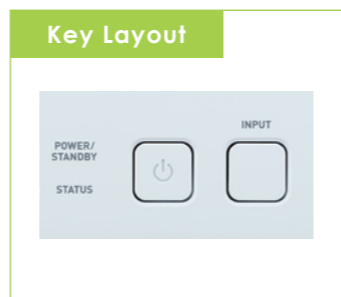 Key Layout
INPUT
POWER/
STANDBY
STATUS